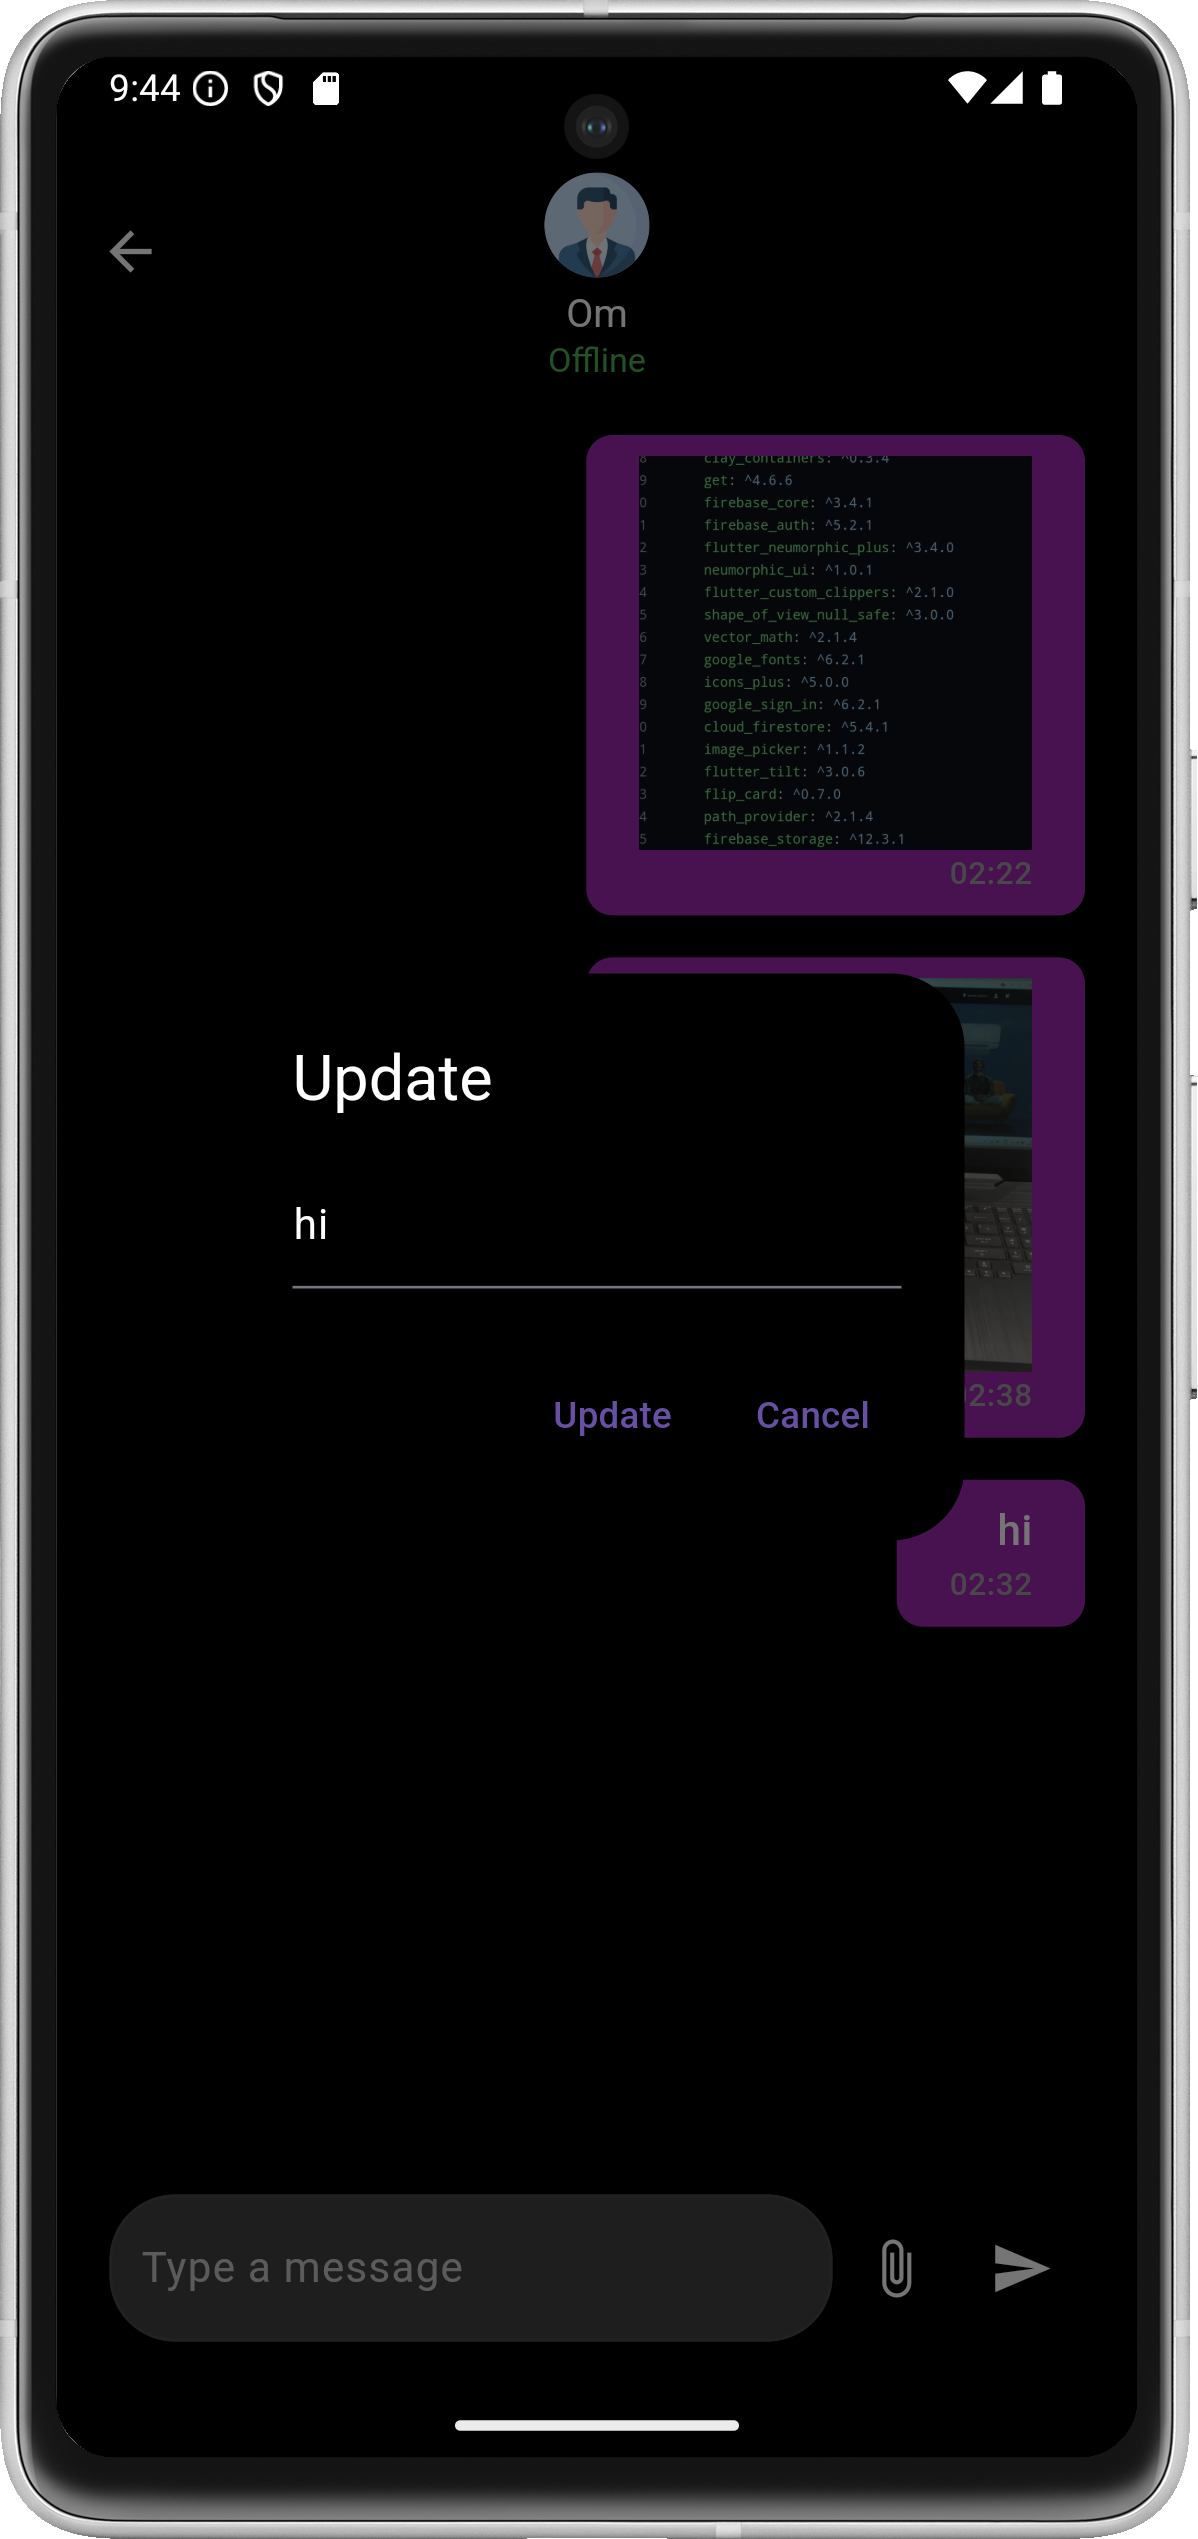 9:44
Om
Offline
8 clay_containers: ^0.3.4
9 get: ^4.6.6
0 firebase_core: ^3.4.1
1 firebase_auth: ^5.2.1
2 flutter_neumorphic_plus: ^3.4.0
3 neumorphic_ui: ^1.0.1
4 flutter_custom_clippers: ^2.1.0
5 shape_of_view_null_safe: ^3.0.0
6 vector_math: ^2.1.4
7 google_fonts: ^6.2.1
8 icons_plus: ^5.0.0
9 google_sign_in: ^6.2.1
0 cloud_firestore: ^5.4.1
1 image_picker: ^1.1.2
2 flutter_tilt: ^3.0.6
3 flip_card: ^0.7.0
4 path_provider: ^2.1.4
5 firebase_storage: ^12.3.1
02:22
Update
hi
Update Cancel
2:38
hi
02:32
Type a message